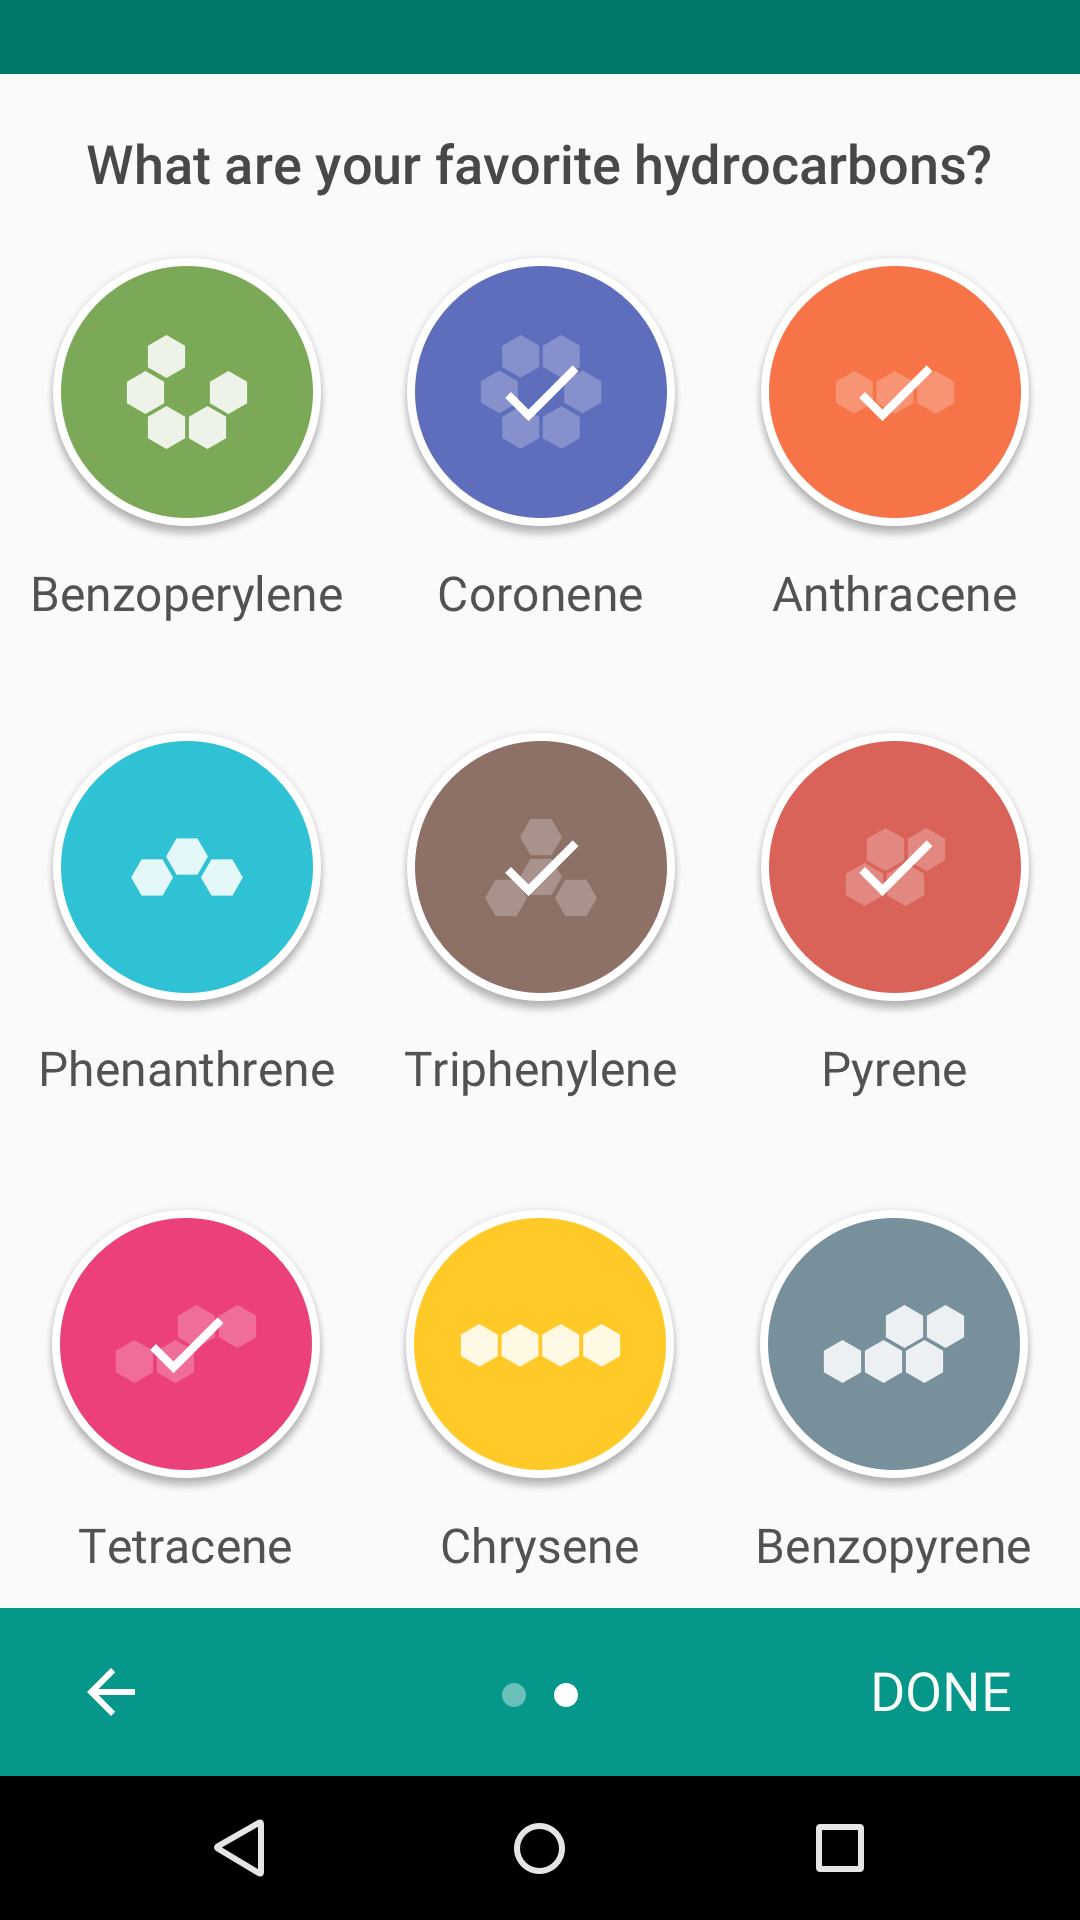 What are your favorite hydrocarbons?
Benzoperylene
Coronene
Anthracene
Phenanthrene
Triphenylene
Pyrene
Tetracene
Chrysene
Benzopyrene
DONE